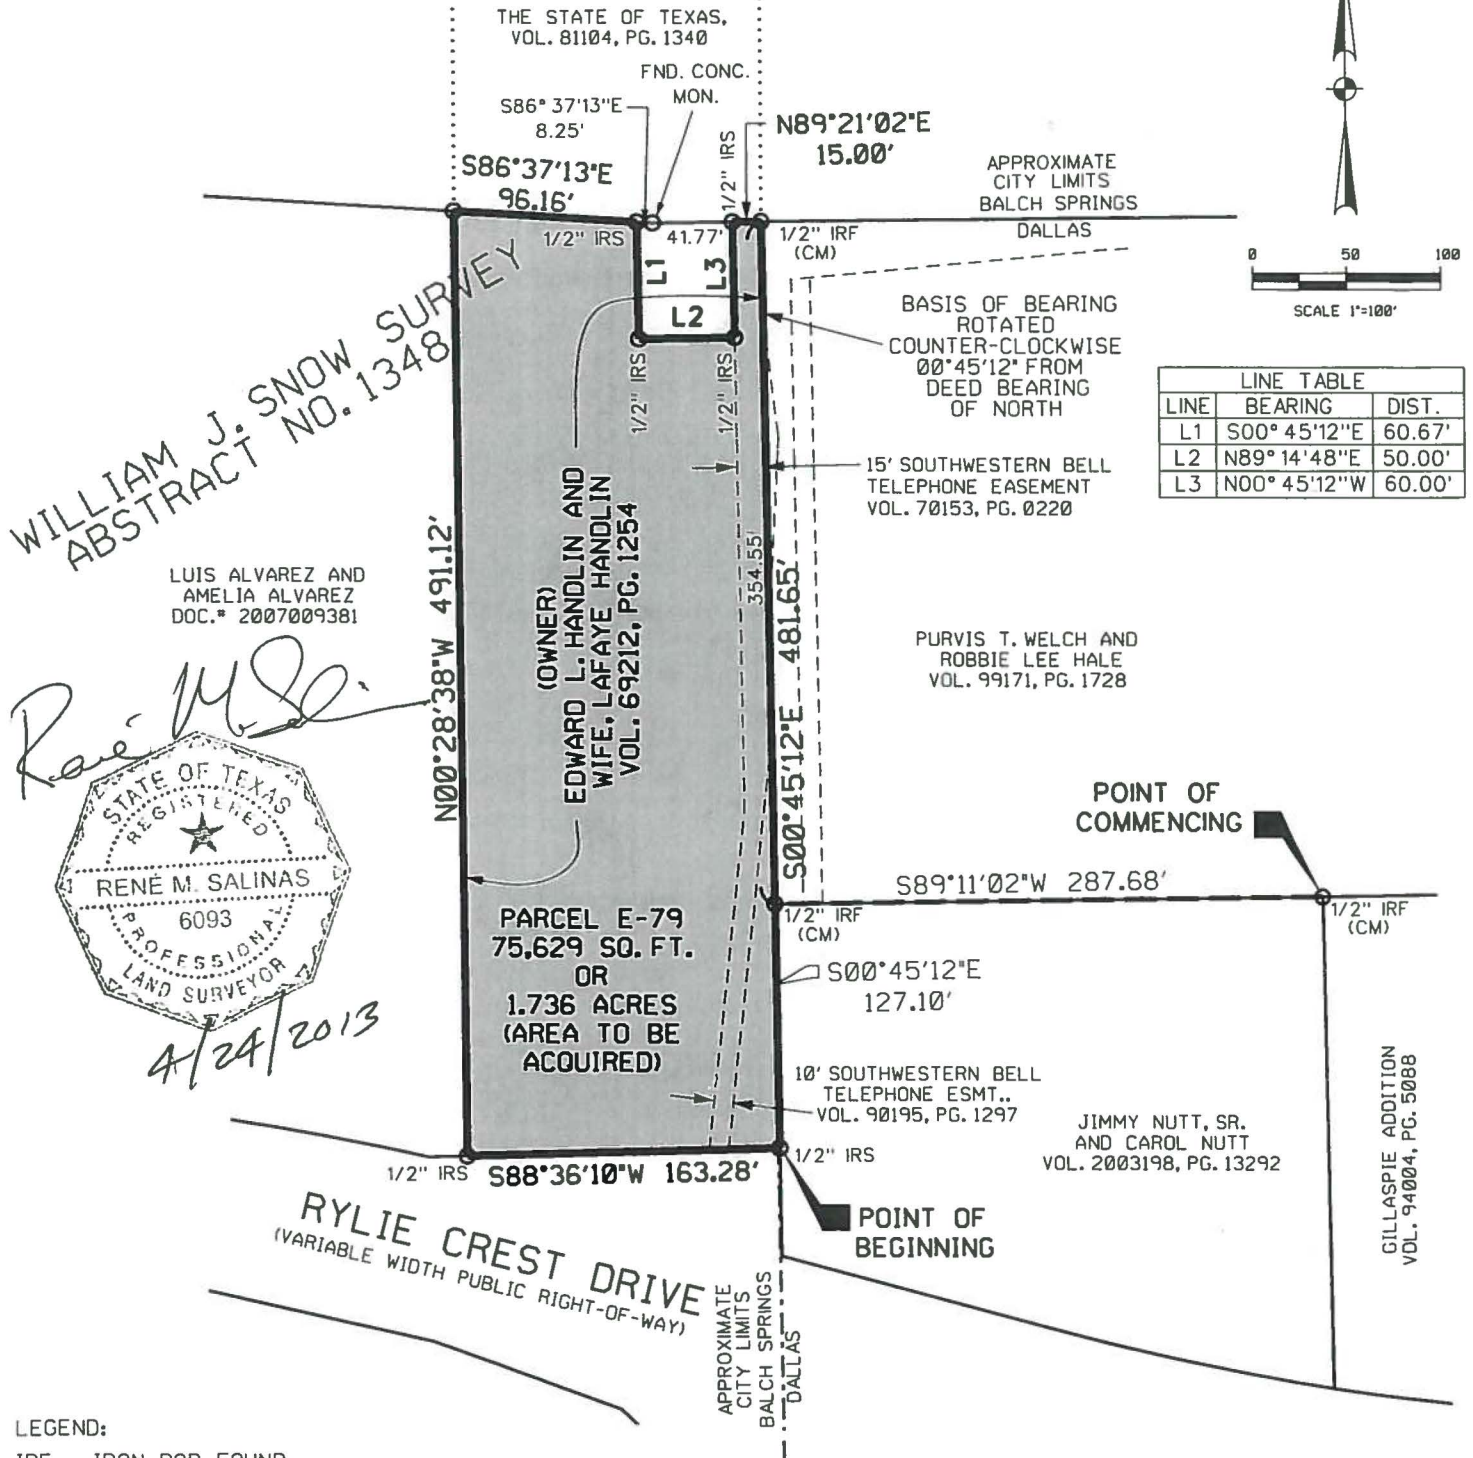 THE STATE OF TEXAS,
VOL. 81104, PG. 1340
FND. CONC.
MON.
S86° 37'13"E
8.25'
N89°21'02"E
15.00'
S86°37'13"E
96.16'
1/2" IRS
1/2" IRS
41.77'
1/2" IRF
(CM)
APPROXIMATE
CITY LIMITS
BALCH SPRINGS
DALLAS
0 50 100
SCALE 1"=100'
L1
L3
L2
1/2" IRS
1/2" IRS
BASIS OF BEARING
ROTATED
COUNTER-CLOCKWISE
00°45'12" FROM
DEED BEARING
OF NORTH
LINE TABLE
LINE BEARING DIST.
L1 S00° 45'12"E 60.67'
L2 N89° 14'48"E 50.00'
L3 N00° 45'12"W 60.00'
WILLIAM J. SNOW SURVEY
ABSTRACT NO. 1348
15' SOUTHWESTERN BELL
TELEPHONE EASEMENT
VOL. 70153, PG. 0220
LUIS ALVAREZ AND
AMELIA ALVAREZ
DOC.# 2007009381
N00°28'38"W 491.12'
(OWNER)
EDWARD L. HANDLIN AND
WIFE, LAFAYE HANDLIN
VOL. 69212, PG. 1254
354.55'
S00°45'12"E 481.65'
PURVIS T. WELCH AND
ROBBIE LEE HALE
VOL. 99171, PG. 1728
René M. Salinas
STATE OF TEXAS
REGISTERED
RENÉ M. SALINAS
6093
PROFESSIONAL
LAND SURVEYOR
4/24/2013
POINT OF
COMMENCING
S89°11'02"W 287.68'
1/2" IRF
(CM)
1/2" IRF
(CM)
PARCEL E-79
75,629 SQ. FT.
OR
1.736 ACRES
(AREA TO BE
ACQUIRED)
S00°45'12"E
127.10'
10' SOUTHWESTERN BELL
TELEPHONE ESMT..
VOL. 90195, PG. 1297
JIMMY NUTT, SR.
AND CAROL NUTT
VOL. 2003198, PG. 13292
GILLASPIE ADDITION
VOL. 94004, PG. 5088
1/2" IRS
S88°36'10"W 163.28'
1/2" IRS
POINT OF
BEGINNING
RYLIE CREST DRIVE
(VARIABLE WIDTH PUBLIC RIGHT-OF-WAY)
APPROXIMATE
CITY LIMITS
BALCH SPRINGS
DALLAS
LEGEND:
IRF IRON ROD FOUND